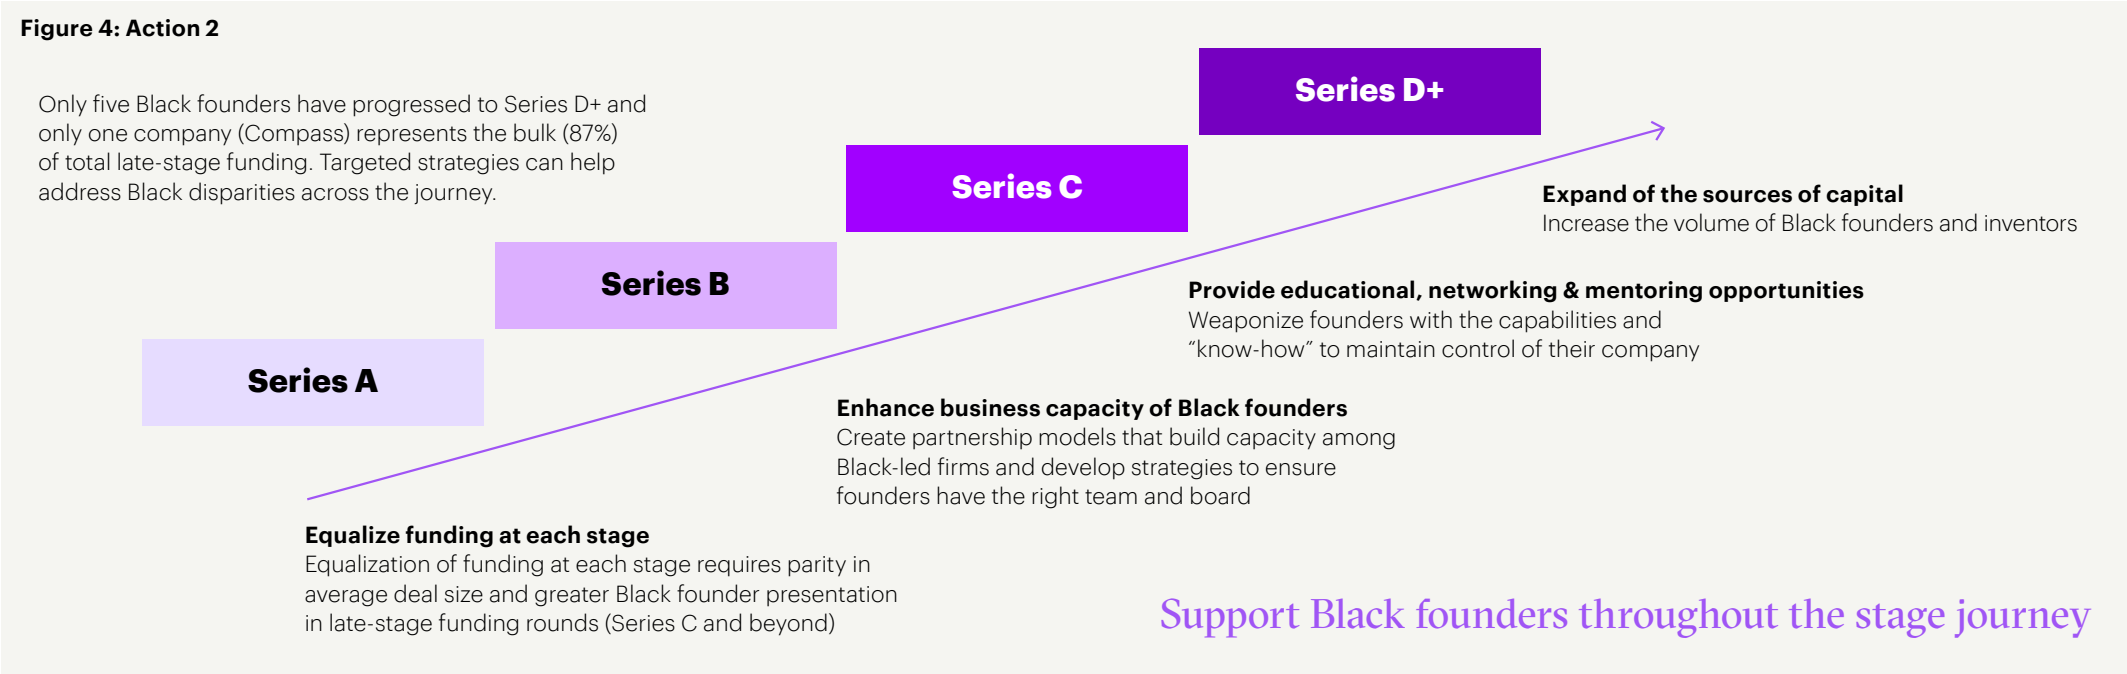 Figure 4: Action 2
Only five Black founders have progressed to Series D+ and
only one company (Compass) represents the bulk (87%)
of total late-stage funding. Targeted strategies can help
address Black disparities across the journey.
Series A
Series B
Series C
Series D+
Equalize funding at each stage
Equalization of funding at each stage requires parity in
average deal size and greater Black founder presentation
in late-stage funding rounds (Series C and beyond)
Enhance business capacity of Black founders
Create partnership models that build capacity among
Black-led firms and develop strategies to ensure
founders have the right team and board
Provide educational, networking & mentoring opportunities
Weaponize founders with the capabilities and
“know-how” to maintain control of their company
Expand of the sources of capital
Increase the volume of Black founders and inventors
Support Black founders throughout the stage journey